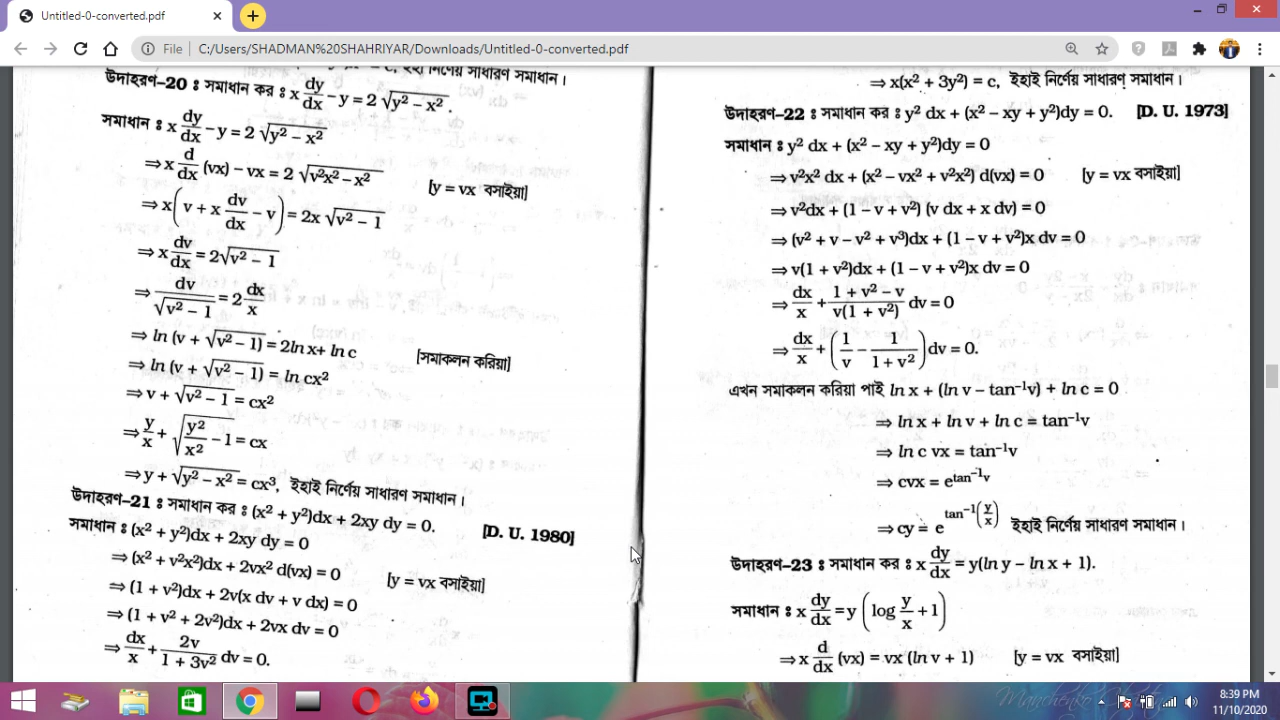 Untitled-0-converted.pdf
File | C:/Users/SHADMAN%20SHAHRIYAR/Downloads/Untitled-0-converted.pdf
ইহাই নির্ণেয় সাধারণ সমাধান।
উদাহরণ–20 ঃ সমাধান কর ঃ x dy/dx – y = 2 √(y² – x²).
সমাধান ঃ x dy/dx – y = 2 √(y² – x²)
⇒ x d/dx (vx) – vx = 2 √(v²x² – x²) [y = vx বসাইয়া]
⇒ x(v + x dv/dx – v) = 2x √(v² – 1)
⇒ x dv/dx = 2√(v² – 1)
⇒ dv/√(v² – 1) = 2 dx/x
⇒ ln (v + √(v² – 1)) = 2ln x + ln c [সমাকলন করিয়া]
⇒ ln (v + √(v² – 1)) = ln cx²
⇒ v + √(v² – 1) = cx²
⇒ y/x + √(y²/x² – 1) = cx
⇒ y + √(y² – x²) = cx³, ইহাই নির্ণেয় সাধারণ সমাধান।
উদাহরণ–21 ঃ সমাধান কর ঃ (x² + y²)dx + 2xy dy = 0. [D. U. 1980]
সমাধান ঃ (x² + y²)dx + 2xy dy = 0
⇒ (x² + v²x²)dx + 2vx² d(vx) = 0 [y = vx বসাইয়া]
⇒ (1 + v²)dx + 2v(x dv + v dx) = 0
⇒ (1 + v² + 2v²)dx + 2vx dv = 0
⇒ dx/x + 2v/(1 + 3v²) dv = 0.
⇒ x(x² + 3y²) = c, ইহাই নির্ণেয় সাধারণ সমাধান।
উদাহরণ–22 ঃ সমাধান কর ঃ y² dx + (x² – xy + y²)dy = 0. [D. U. 1973]
সমাধান ঃ y² dx + (x² – xy + y²)dy = 0
⇒ v²x² dx + (x² – vx² + v²x²) d(vx) = 0 [y = vx বসাইয়া]
⇒ v²dx + (1 – v + v²) (v dx + x dv) = 0
⇒ (v² + v – v² + v³)dx + (1 – v + v²)x dv = 0
⇒ v(1 + v²)dx + (1 – v + v²)x dv = 0
⇒ dx/x + (1 + v² – v)/(v(1 + v²)) dv = 0
⇒ dx/x + (1/v – 1/(1 + v²)) dv = 0.
এখন সমাকলন করিয়া পাই ln x + (ln v – tan⁻¹v) + ln c = 0
⇒ ln x + ln v + ln c = tan⁻¹v
⇒ ln c vx = tan⁻¹v
⇒ cvx = e^(tan⁻¹v)
⇒ cy = e^(tan⁻¹(y/x)) ইহাই নির্ণেয় সাধারণ সমাধান।
উদাহরণ–23 ঃ সমাধান কর ঃ x dy/dx = y(ln y – ln x + 1).
সমাধান ঃ x dy/dx = y (log y/x + 1)
⇒ x d/dx (vx) = vx (ln v + 1) [y = vx বসাইয়া]
8:39 PM
11/10/2020